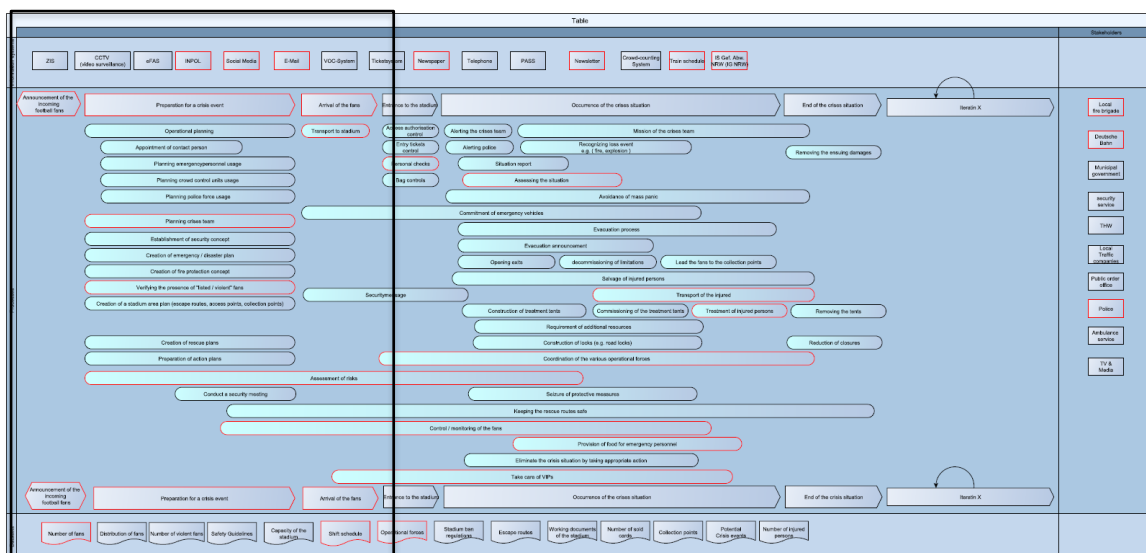 Table
Stakeholders
ZIS
CCTV
(video surveillance)
eFAS
INPOL
Social Media
E-Mail
VOC-System
Ticketsystem
Newspaper
Telephone
PASS
Newsletter
Crowd-counting
System
Train schedule
IS Gef. Abw.
NRW (IG NRW)
Announcement of the
incoming
football fans
Preparation for a crisis event
Arrival of the fans
Entrance to the stadium
Occurrence of the crises situation
End of the crises situation
Iteratin X
Operational planning
Transport to stadium
Access authorisation
control
Alerting the crises team
Mission of the crises team
Appointment of contact person
Entry tickets
control
Alerting police
Recognizing loss event
e.g. ( fire, explosion )
Removing the ensuing damages
Planning emergencypersonnel usage
Personal checks
Situation report
Planning crowd control units usage
Bag controls
Assessing the situation
Planning police force usage
Avoidance of mass panic
Commitment of emergency vehicles
Planning crises team
Evacuation process
Establishment of security concept
Evacuation announcement
Creation of emergency / disaster plan
Opening exits
decommissioning of limitations
Lead the fans to the collection points
Creation of fire protection concept
Salvage of injured persons
Verifying the presence of "listed / violent" fans
Securitymessage
Transport of the injured
Creation of a stadium area plan (escape routes, access points, collection points)
Construction of treatment tents
Commissioning of the treatment tents
Treatment of injured persons
Removing the tents
Requirement of additional resources
Creation of rescue plans
Construction of locks (e.g. road locks)
Reduction of closures
Preparation of action plans
Coordination of the various operational forces
Assessment of risks
Conduct a security meeting
Seizure of protective measures
Keeping the rescue routes safe
Control / monitoring of the fans
Provision of food for emergency personnel
Eliminate the crisis situation by taking appropriate action
Take care of VIPs
Announcement of the
incoming
football fans
Preparation for a crisis event
Arrival of the fans
Entrance to the stadium
Occurrence of the crises situation
End of the crisis situation
Iteratin X
Number of fans
Distribution of fans
Number of violent fans
Safety Guidelines
Capacity of the
stadium
Shift schedule
Operational forces
Stadium ban
regulations
Escape routes
Working documents
of the stadium
Number of sold
cards
Collection points
Potential
Crisis events
Number of injured
persons
Local
fire brigade
Deutsche
Bahn
Municipal
government
security
service
THW
Local
Traffic
companies
Public order
office
Police
Ambulance
service
TV &
Media